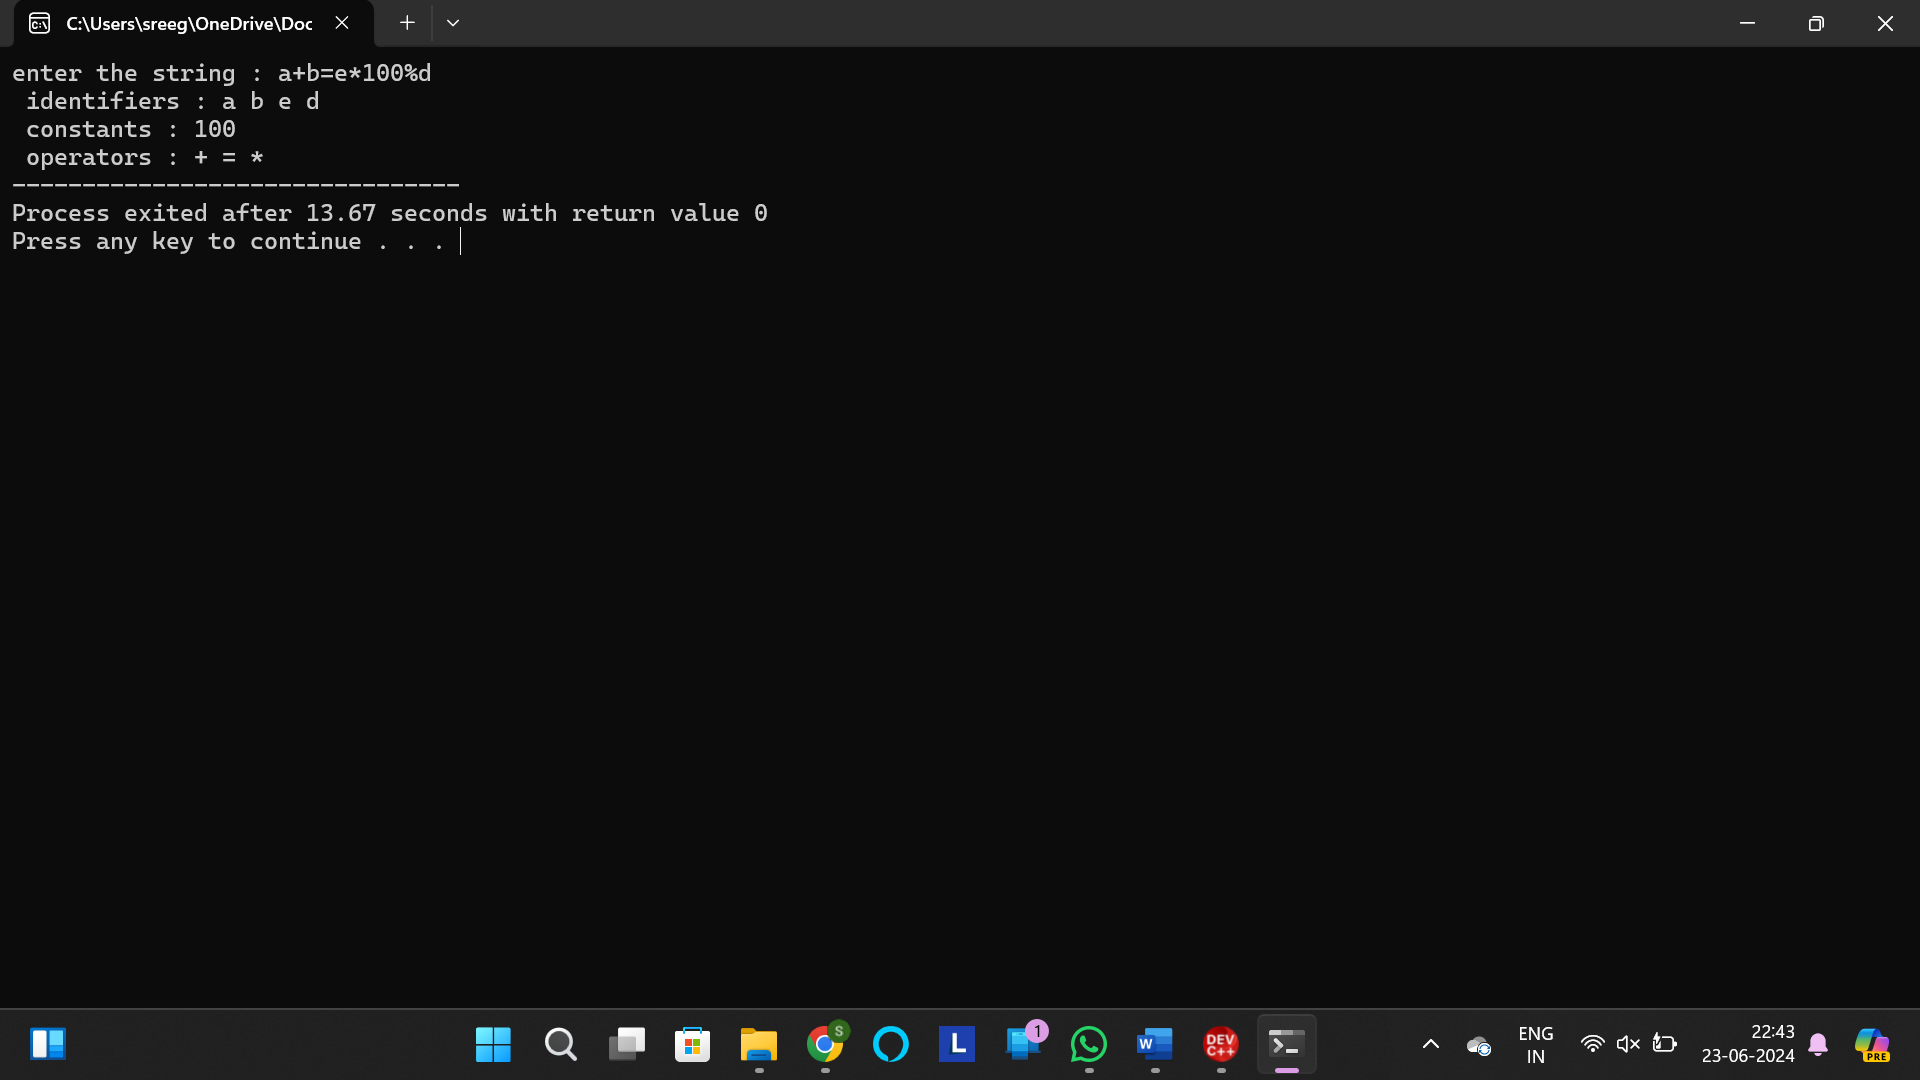 C:\Users\sreeg\OneDrive\Doc
enter the string : a+b=e*100%d
 identifiers : a b e d
 constants : 100
 operators : + = *
--------------------------------
Process exited after 13.67 seconds with return value 0
Press any key to continue . . .
S
L
1
W
DEV
C++
ENG
IN
22:43
23-06-2024
PRE